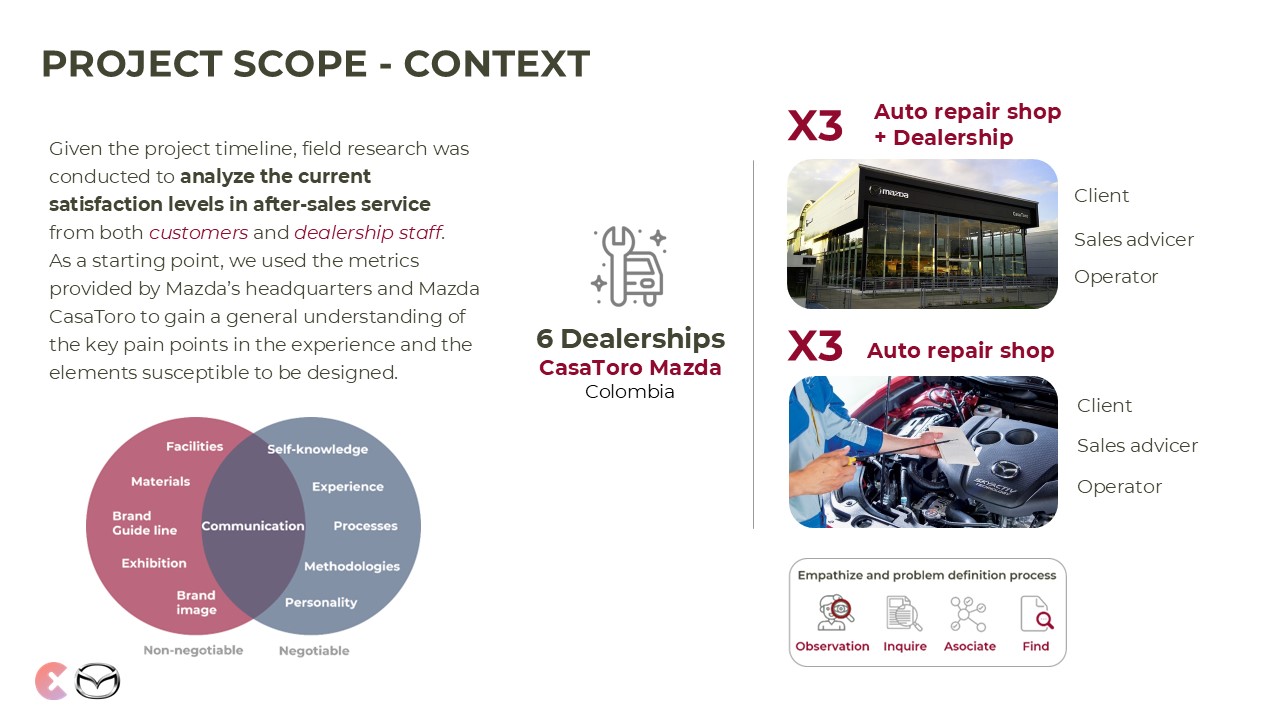 PROJECT SCOPE - CONTEXT
Given the project timeline, field research was
conducted to analyze the current
satisfaction levels in after-sales service
from both customers and dealership staff.
As a starting point, we used the metrics
provided by Mazda's headquarters and Mazda
CasaToro to gain a general understanding of
the key pain points in the experience and the
elements susceptible to be designed.
Facilities
Materials
Brand
Guide line
Exhibition
Brand
image
Communication
Self-knowledge
Experience
Processes
Methodologies
Personality
Non-negotiable
Negotiable
6 Dealerships
CasaToro Mazda
Colombia
X3
Auto repair shop
+ Dealership
mazda
CasaToro
Client
Sales advicer
Operator
X3
Auto repair shop
SKYACTIV
TECHNOLOGY
Client
Sales advicer
Operator
Empathize and problem definition process
Observation
Inquire
Asociate
Find